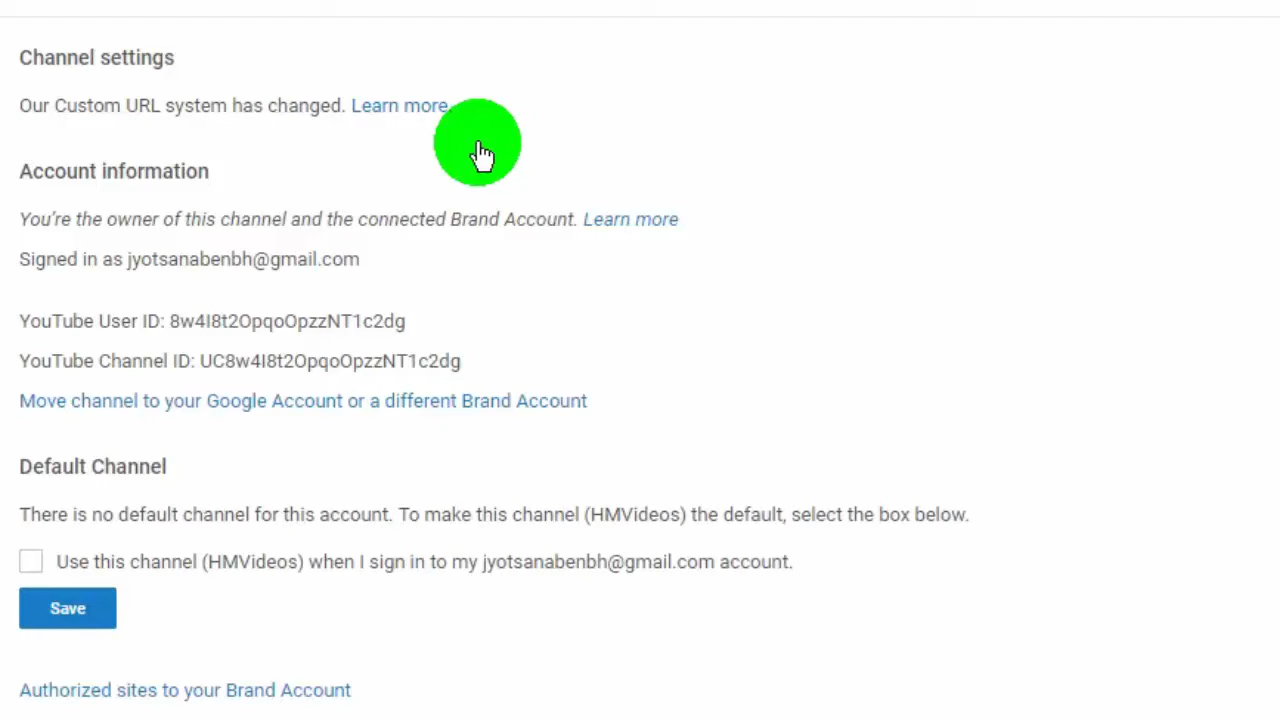 Channel settings
Our Custom URL system has changed. Learn more.
Account information
You're the owner of this channel and the connected Brand Account. Learn more
Signed in as jyotsanabenbh@gmail.com
YouTube User ID: 8w4I8t2OpqoOpzzNT1c2dg
YouTube Channel ID: UC8w4I8t2OpqoOpzzNT1c2dg
Move channel to your Google Account or a different Brand Account
Default Channel
There is no default channel for this account. To make this channel (HMVideos) the default, select the box below.
Use this channel (HMVideos) when I sign in to my jyotsanabenbh@gmail.com account.
Save
Authorized sites to your Brand Account